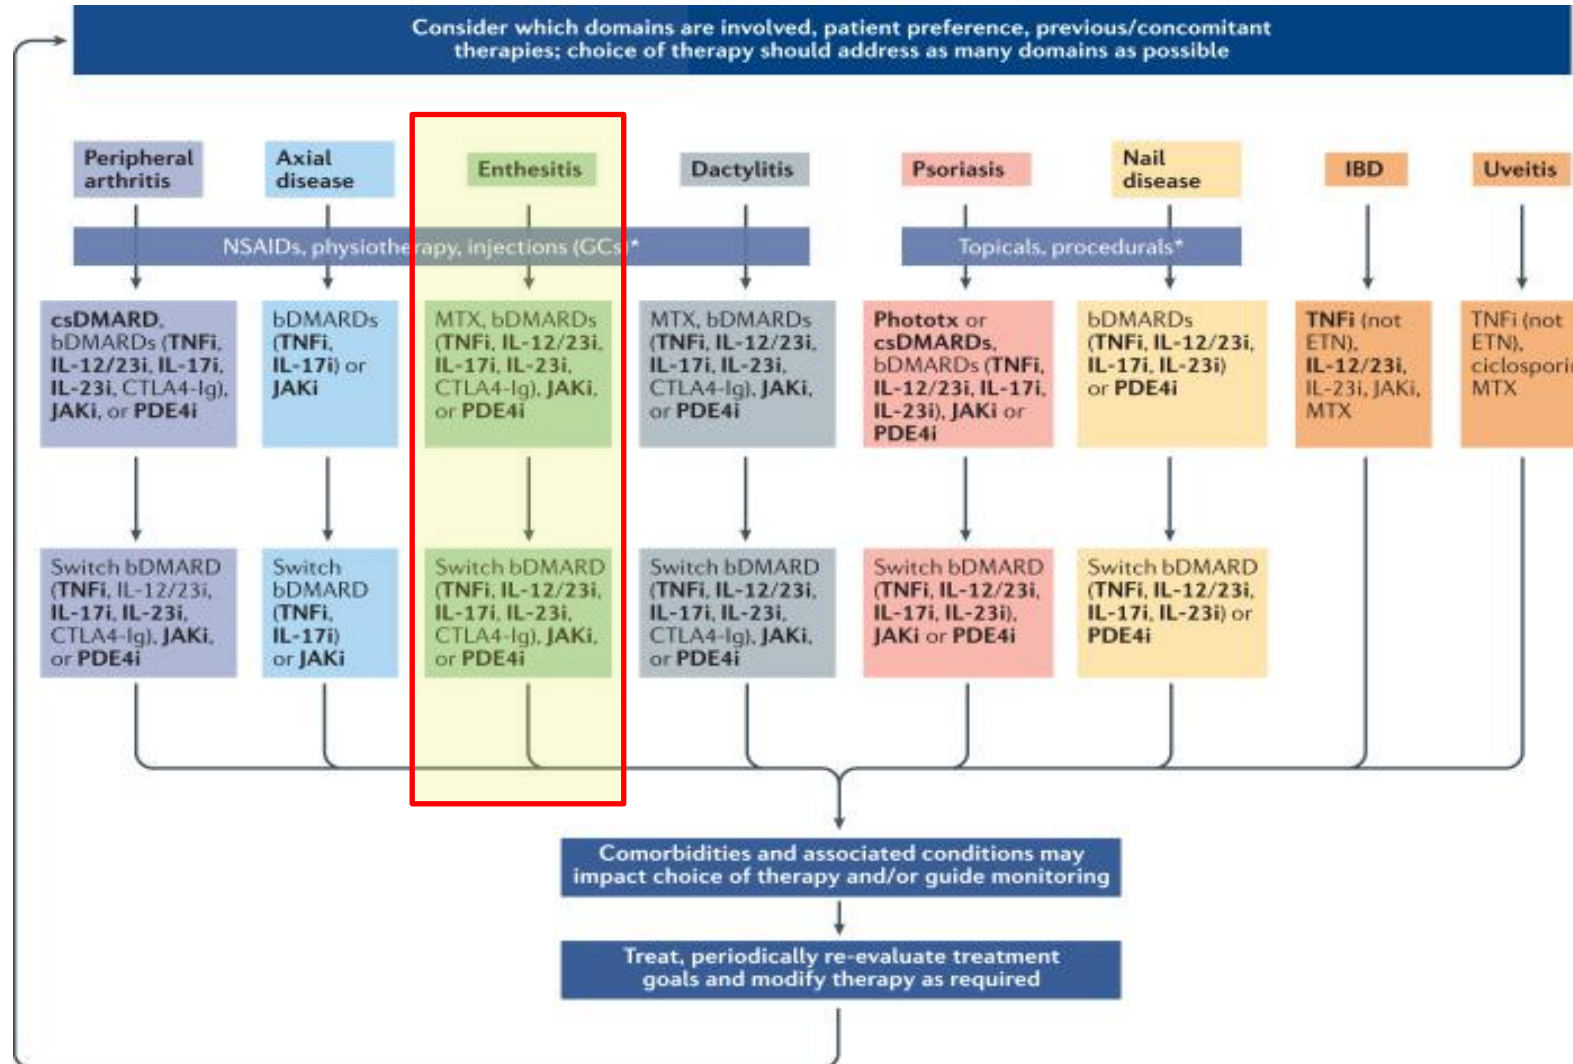 Consider which domains are involved, patient preference, previous/concomitant
therapies; choice of therapy should address as many domains as possible
Peripheral
arthritis
Axial
disease
Enthesitis
Dactylitis
Psoriasis
Nail
disease
IBD
Uveitis
NSAIDs, physiotherapy, injections (GCs)*
Topicals, procedurals*
csDMARD,
bDMARDs (TNFi,
IL-12/23i, IL-17i,
IL-23i, CTLA4-Ig),
JAKi, or PDE4i
bDMARDs
(TNFi,
IL-17i) or
JAKi
MTX, bDMARDs
(TNFi, IL-12/23i,
IL-17i, IL-23i,
CTLA4-Ig), JAKi,
or PDE4i
MTX, bDMARDs
(TNFi, IL-12/23i,
IL-17i, IL-23i,
CTLA4-Ig), JAKi,
or PDE4i
Phototx or
csDMARDs,
bDMARDs (TNFi,
IL-12/23i, IL-17i,
IL-23i), JAKi or
PDE4i
bDMARDs
(TNFi, IL-12/23i,
IL-17i, IL-23i)
or PDE4i
TNFi (not
ETN),
IL-12/23i,
IL-23i, JAKi,
MTX
TNFi (not
ETN),
ciclospori
MTX
Switch bDMARD
(TNFi, IL-12/23i,
IL-17i, IL-23i,
CTLA4-Ig), JAKi,
or PDE4i
Switch
bDMARD
(TNFi,
IL-17i)
or JAKi
Switch bDMARD
(TNFi, IL-12/23i,
IL-17i, IL-23i,
CTLA4-Ig), JAKi,
or PDE4i
Switch bDMARD
(TNFi, IL-12/23i,
IL-17i, IL-23i,
CTLA4-Ig), JAKi,
or PDE4i
Switch bDMARD
(TNFi, IL-12/23i,
IL-17i, IL-23i),
JAKi or PDE4i
Switch bDMARD
(TNFi, IL-12/23i,
IL-17i, IL-23i) or
PDE4i
Comorbidities and associated conditions may
impact choice of therapy and/or guide monitoring
Treat, periodically re-evaluate treatment
goals and modify therapy as required